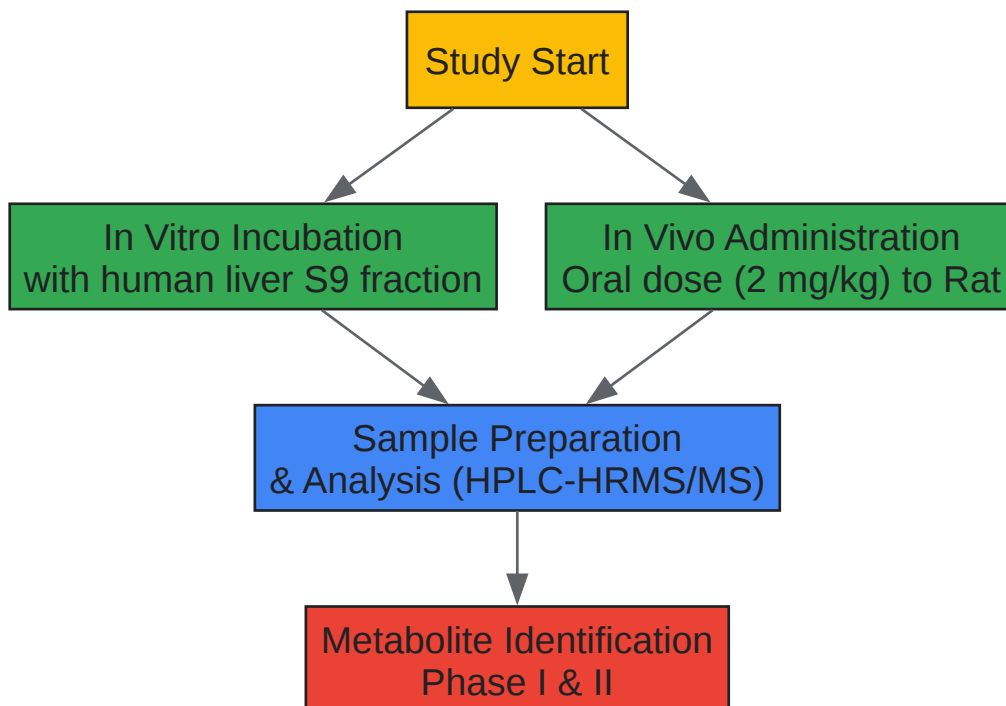 Study Start
In Vitro Incubation
with human liver S9 fraction
In Vivo Administration
Oral dose (2 mg/kg) to Rat
Sample Preparation
& Analysis (HPLC-HRMS/MS)
Metabolite Identification
Phase I & II